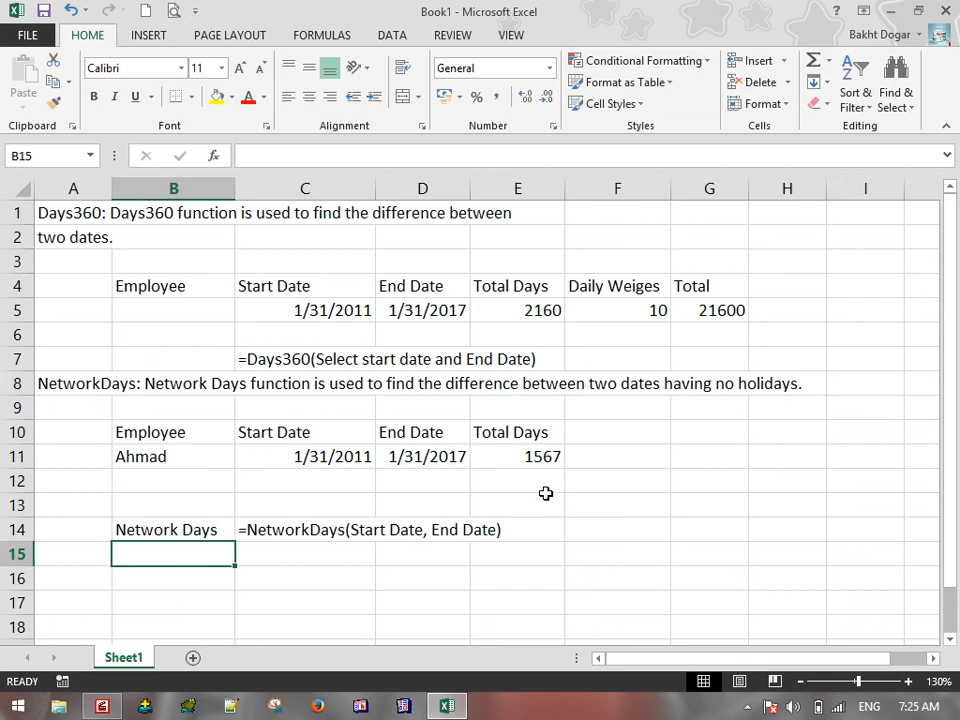 Book1 - Microsoft Excel
FILE HOME INSERT PAGE LAYOUT FORMULAS DATA REVIEW VIEW Bakht Dogar
Paste Calibri 11 General Conditional Formatting Format as Table Cell Styles Insert Delete Format Sort & Filter Find & Select
Clipboard Font Alignment Number Styles Cells Editing
B15
A B C D E F G H I
1 Days360: Days360 function is used to find the difference between
2 two dates.
3
4 Employee Start Date End Date Total Days Daily Weiges Total
5 1/31/2011 1/31/2017 2160 10 21600
6
7 =Days360(Select start date and End Date)
8 NetworkDays: Network Days function is used to find the difference between two dates having no holidays.
9
10 Employee Start Date End Date Total Days
11 Ahmad 1/31/2011 1/31/2017 1567
12
13
14 Network Days =NetworkDays(Start Date, End Date)
15
16
17
18
Sheet1
READY 130%
ENG 7:25 AM